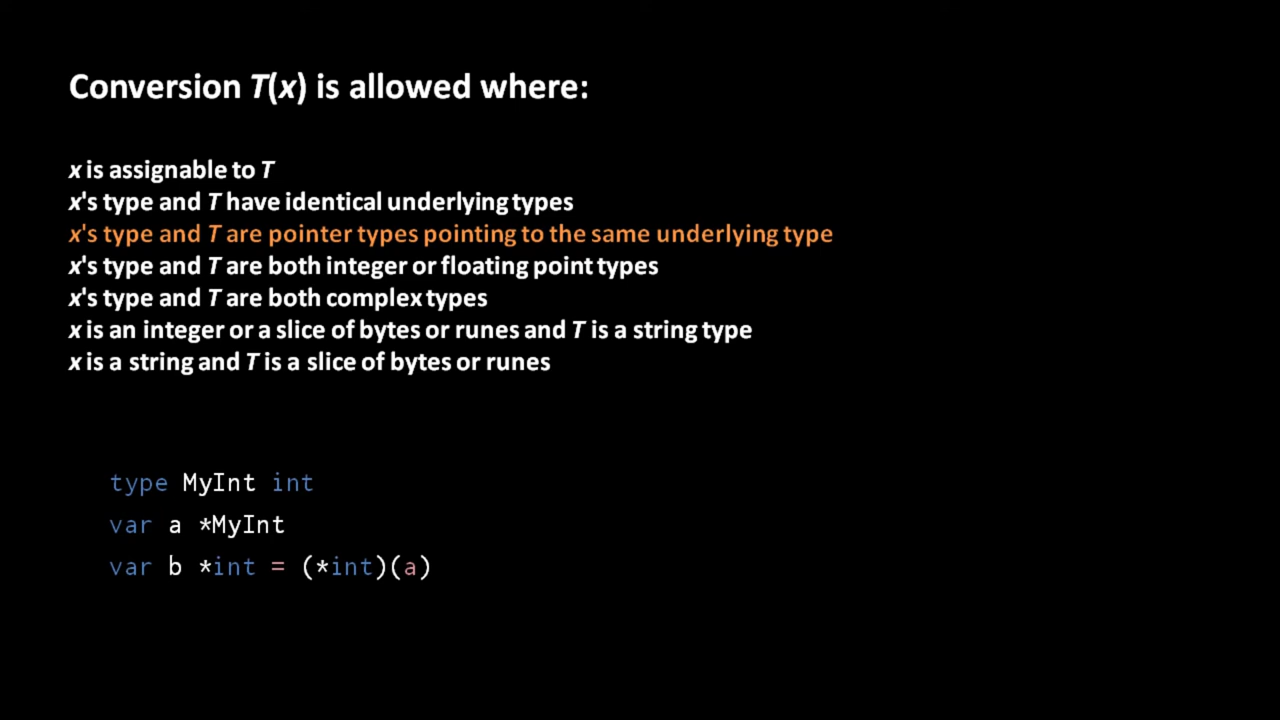 Conversion T(x) is allowed where:
x is assignable to T
x's type and T have identical underlying types
x's type and T are pointer types pointing to the same underlying type
x's type and T are both integer or floating point types
x's type and T are both complex types
x is an integer or a slice of bytes or runes and T is a string type
x is a string and T is a slice of bytes or runes
type MyInt int
var a *MyInt
var b *int = (*int)(a)